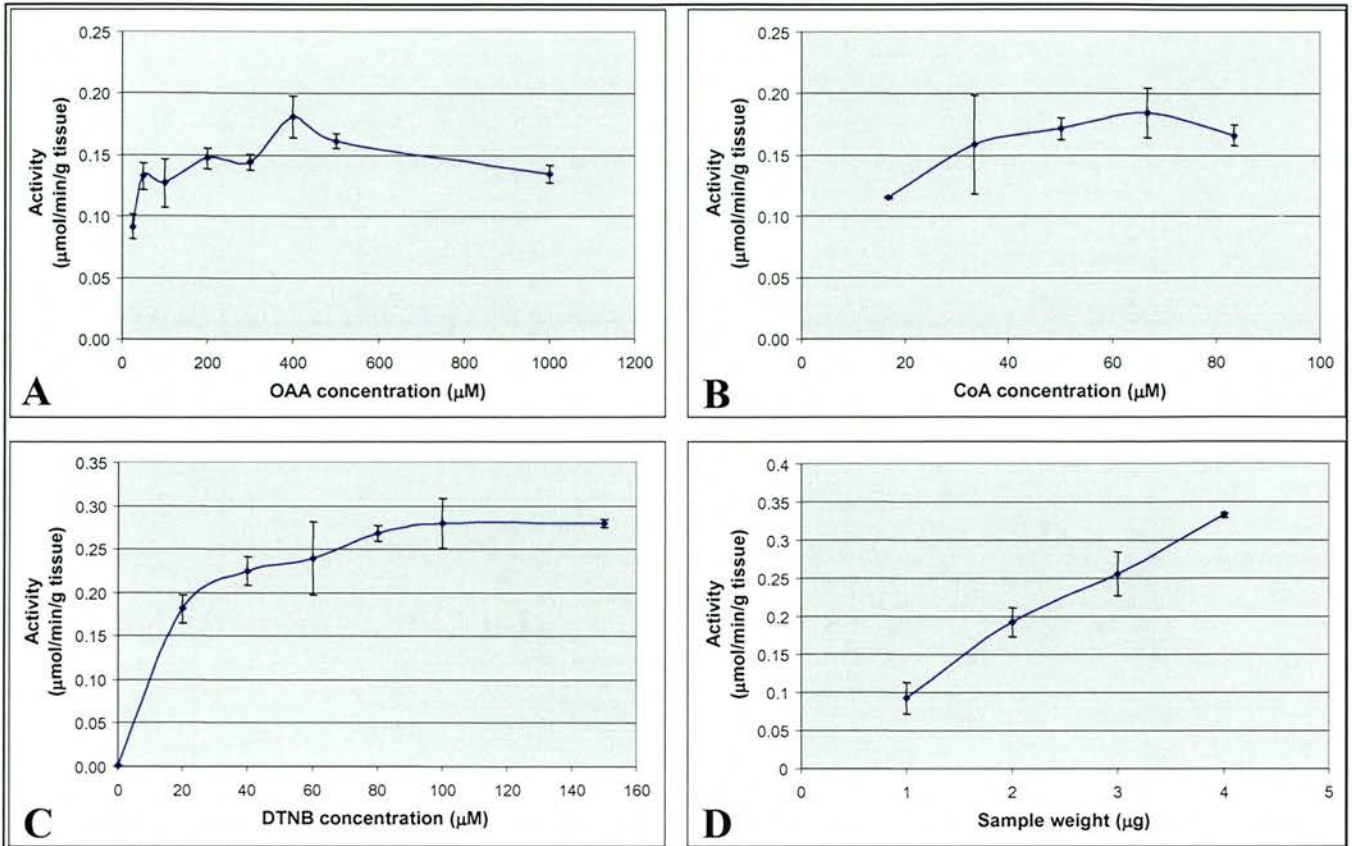 0.25
0.20
0.15
0.10
0.05
0.00
Activity
(μmol/min/g tissue)
0 200 400 600 800 1000 1200
OAA concentration (μM)
A
0.25
0.20
0.15
0.10
0.05
0.00
Activity
(μmol/min/g tissue)
0 20 40 60 80 100
CoA concentration (μM)
B
0.35
0.30
0.25
0.20
0.15
0.10
0.05
0.00
Activity
(μmol/min/g tissue)
0 20 40 60 80 100 120 140 160
DTNB concentration (μM)
C
0.4
0.35
0.3
0.25
0.2
0.15
0.1
0.05
0
Activity
(μmol/min/g tissue)
0 1 2 3 4 5
Sample weight (μg)
D